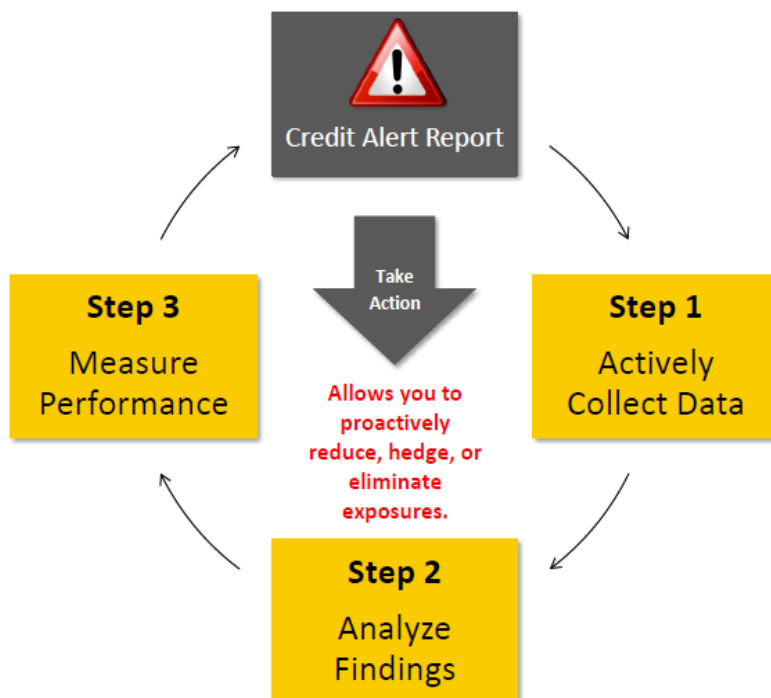 !
Credit Alert Report
Take
Action
Step 3
Measure
Performance
Step 1
Actively
Collect Data
Allows you to
proactively
reduce, hedge, or
eliminate
exposures.
Step 2
Analyze
Findings